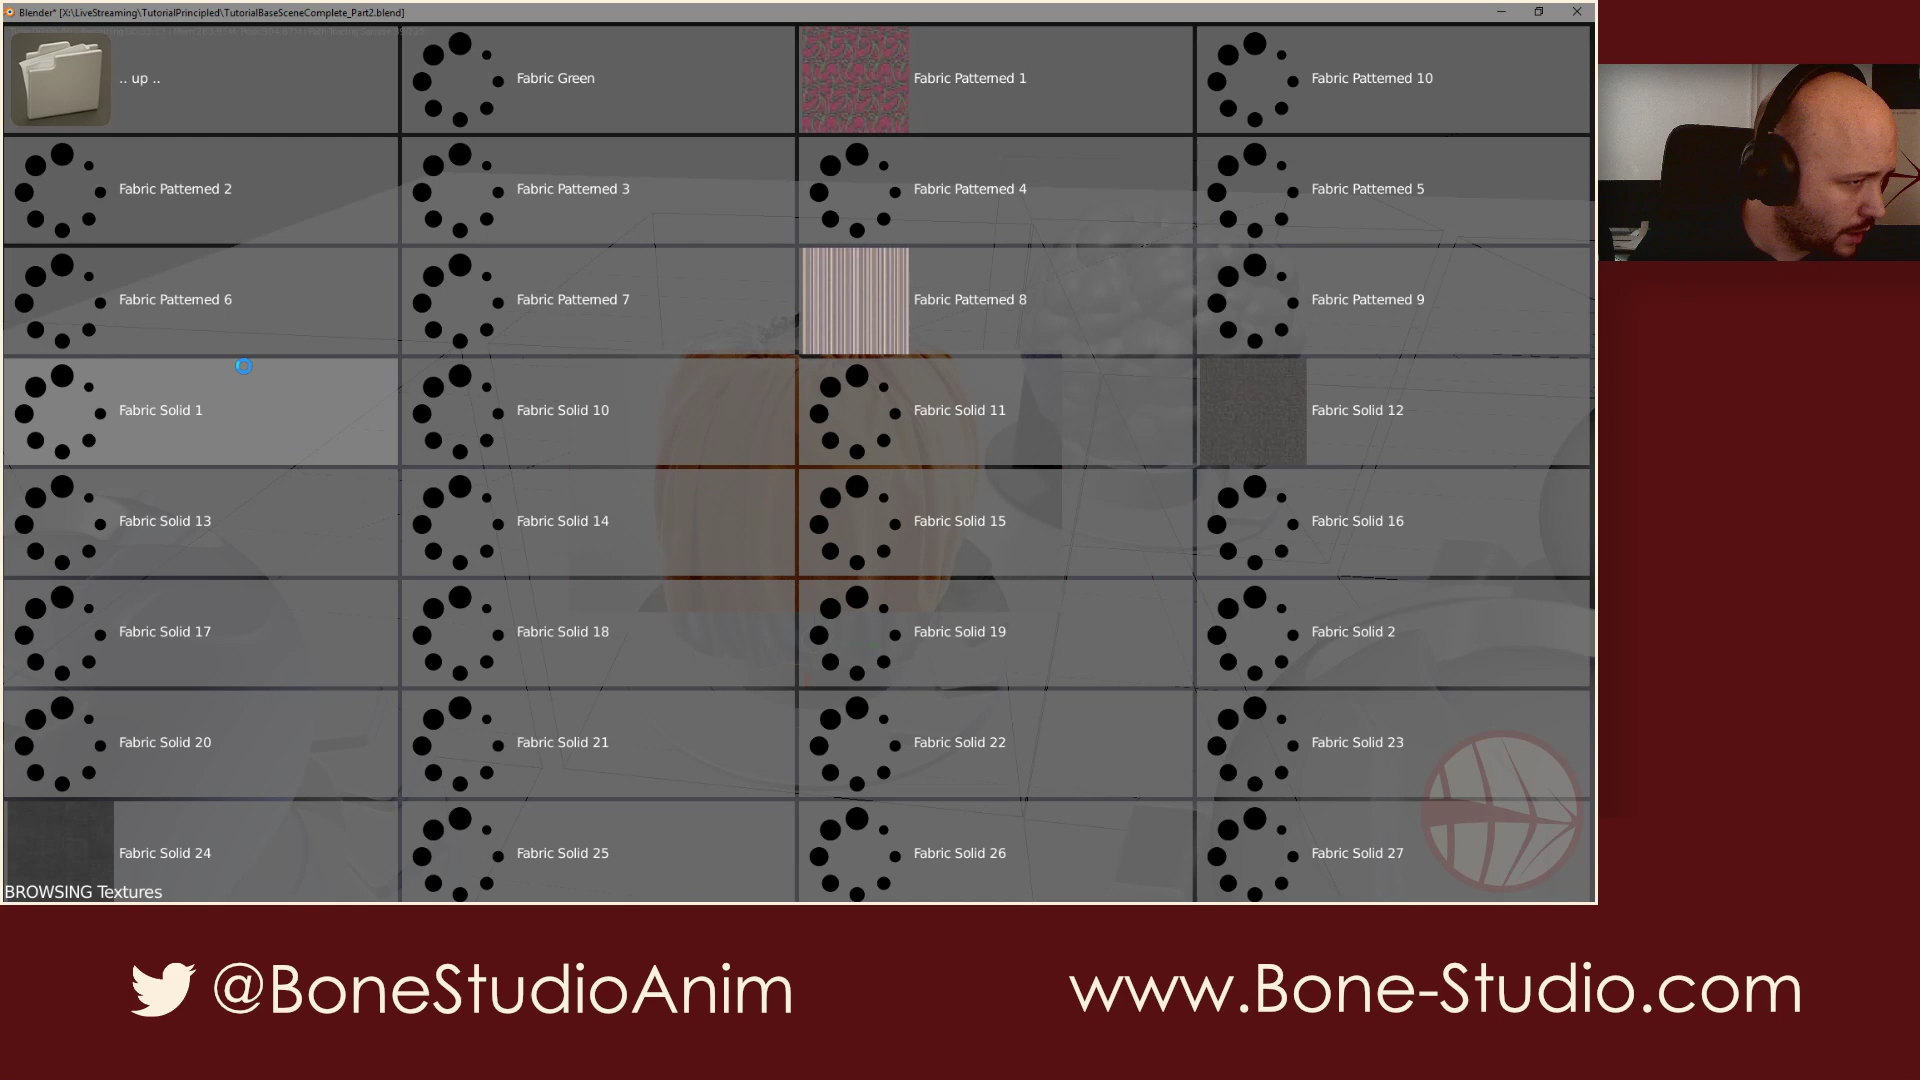 Blender* [X:\LiveStreaming\TutorialPrincipled\TutorialBaseSceneComplete_Part2.blend]
.. up ..
Fabric Green
Fabric Patterned 1
Fabric Patterned 10
Fabric Patterned 2
Fabric Patterned 3
Fabric Patterned 4
Fabric Patterned 5
Fabric Patterned 6
Fabric Patterned 7
Fabric Patterned 8
Fabric Patterned 9
Fabric Solid 1
Fabric Solid 10
Fabric Solid 11
Fabric Solid 12
Fabric Solid 13
Fabric Solid 14
Fabric Solid 15
Fabric Solid 16
Fabric Solid 17
Fabric Solid 18
Fabric Solid 19
Fabric Solid 2
Fabric Solid 20
Fabric Solid 21
Fabric Solid 22
Fabric Solid 23
Fabric Solid 24
Fabric Solid 25
Fabric Solid 26
Fabric Solid 27
BROWSING Textures
@BoneStudioAnim
www.Bone-Studio.com